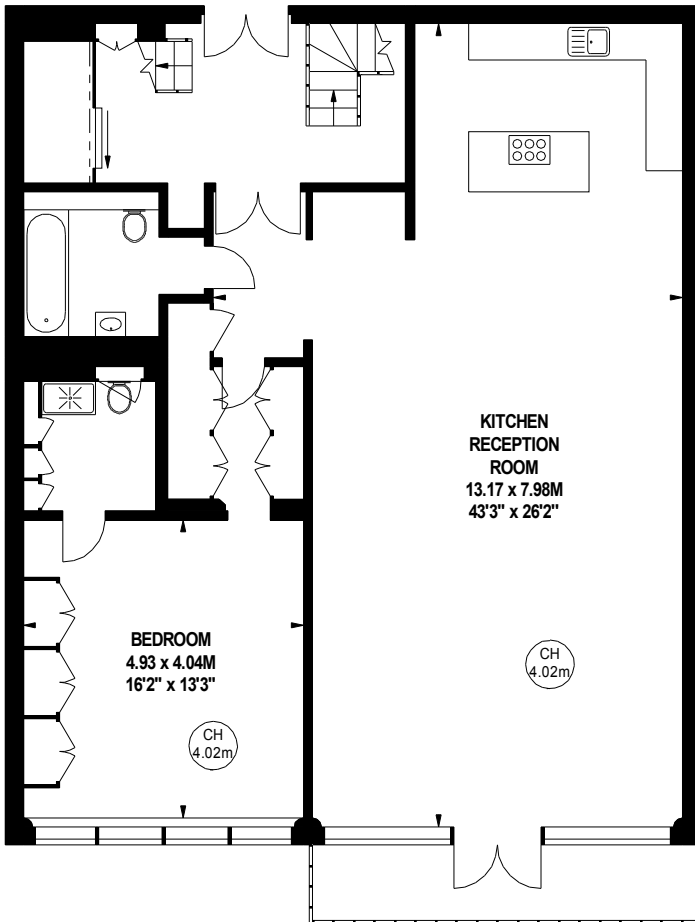 KITCHEN
RECEPTION
ROOM
13.17 x 7.98M
43'3" x 26'2"
BEDROOM
4.93 x 4.04M
16'2" x 13'3"
CH
4.02m
CH
4.02m